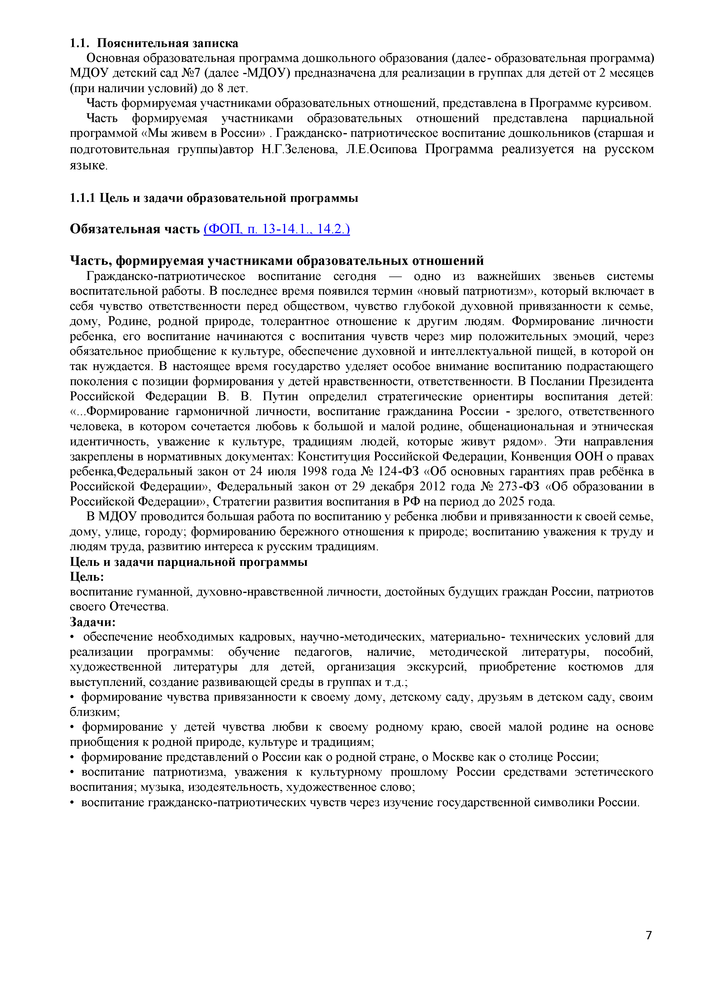 1.1.  Пояснительная записка
Основная образовательная программа дошкольного образования (далее- образовательная программа)
МДОУ детский сад №7 (далее -МДОУ) предназначена для реализации в группах для детей от 2 месяцев
(при наличии условий) до 8 лет.
Часть формируемая участниками образовательных отношений, представлена в Программе курсивом.
Часть формируемая участниками образовательных отношений представлена парциальной
программой «Мы живем в России» . Гражданско- патриотическое воспитание дошкольников (старшая и
подготовительная группы)автор Н.Г.Зеленова, Л.Е.Осипова Программа реализуется на русском
языке.
1.1.1 Цель и задачи образовательной программы
Обязательная часть (ФОП, п. 13-14.1., 14.2.)
Часть, формируемая участниками образовательных отношений
Гражданско-патриотическое воспитание сегодня — одно из важнейших звеньев системы
воспитательной работы. В последнее время появился термин «новый патриотизм», который включает в
себя чувство ответственности перед обществом, чувство глубокой духовной привязанности к семье,
дому, Родине, родной природе, толерантное отношение к другим людям. Формирование личности
ребенка, его воспитание начинаются с воспитания чувств через мир положительных эмоций, через
обязательное приобщение к культуре, обеспечение духовной и интеллектуальной пищей, в которой он
так нуждается. В настоящее время государство уделяет особое внимание воспитанию подрастающего
поколения с позиции формирования у детей нравственности, ответственности. В Послании Президента
Российской Федерации В. В. Путин определил стратегические ориентиры воспитания детей:
«...Формирование гармоничной личности, воспитание гражданина России - зрелого, ответственного
человека, в котором сочетается любовь к большой и малой родине, общенациональная и этническая
идентичность, уважение к культуре, традициям людей, которые живут рядом». Эти направления
закреплены в нормативных документах: Конституция Российской Федерации, Конвенция ООН о правах
ребенка,Федеральный закон от 24 июля 1998 года № 124-ФЗ «Об основных гарантиях прав ребёнка в
Российской Федерации», Федеральный закон от 29 декабря 2012 года № 273-ФЗ «Об образовании в
Российской Федерации», Стратегии развития воспитания в РФ на период до 2025 года.
В МДОУ проводится большая работа по воспитанию у ребенка любви и привязанности к своей семье,
дому, улице, городу; формированию бережного отношения к природе; воспитанию уважения к труду и
людям труда, развитию интереса к русским традициям.
Цель и задачи парциальной программы
Цель:
воспитание гуманной, духовно-нравственной личности, достойных будущих граждан России, патриотов
своего Отечества.
Задачи:
• обеспечение необходимых кадровых, научно-методических, материально- технических условий для
реализации программы: обучение педагогов, наличие, методической литературы, пособий,
художественной литературы для детей, организация экскурсий, приобретение костюмов для
выступлений, создание развивающей среды в группах и т.д.;
• формирование чувства привязанности к своему дому, детскому саду, друзьям в детском саду, своим
близким;
• формирование у детей чувства любви к своему родному краю, своей малой родине на основе
приобщения к родной природе, культуре и традициям;
• формирование представлений о России как о родной стране, о Москве как о столице России;
• воспитание патриотизма, уважения к культурному прошлому России средствами эстетического
воспитания; музыка, изодеятельность, художественное слово;
• воспитание гражданско-патриотических чувств через изучение государственной символики России.
7